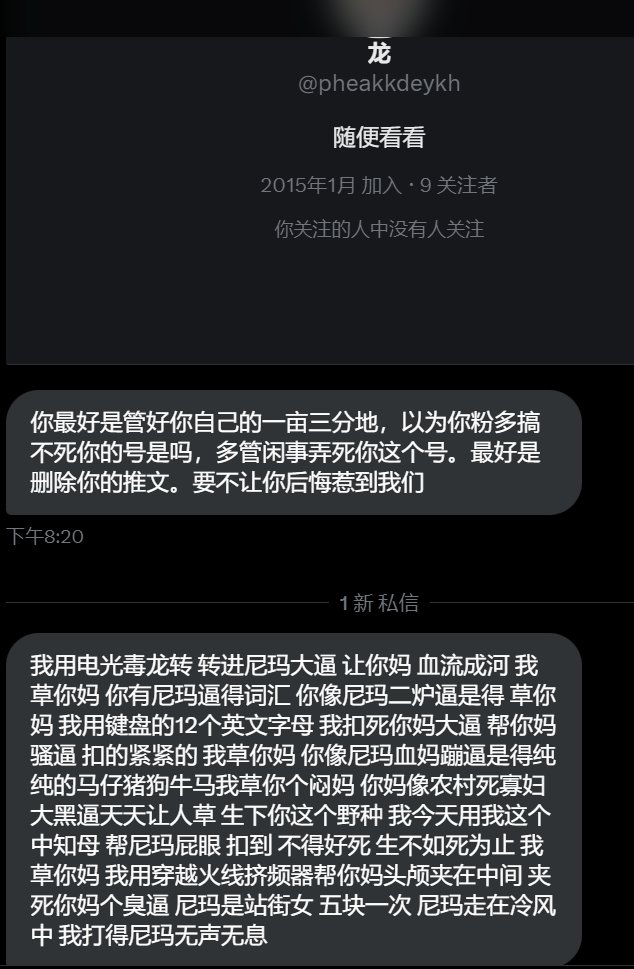 龙
@pheakkdeykh
随便看看
2015年1月 加入 · 9 关注者
你关注的人中没有人关注
你最好是管好你自己的一亩三分地，以为你粉多搞
不死你的号是吗，多管闲事弄死你这个号。最好是
删除你的推文。要不让你后悔惹到我们
下午8:20
1 新 私信
我用电光毒龙转 转进尼玛大逼 让你妈 血流成河 我
草你妈 你有尼玛逼得词汇 你像尼玛二炉逼是得 草你
妈 我用键盘的12个英文字母 我扣死你妈大逼 帮你妈
骚逼 扣的紧紧的 我草你妈 你像尼玛血妈蹦逼是得纯
纯的马仔猪狗牛马我草你个闷妈 你妈像农村死寡妇
大黑逼天天让人草 生下你这个野种 我今天用我这个
中知母 帮尼玛屁眼 扣到 不得好死 生不如死为止 我
草你妈 我用穿越火线挤频器帮你妈头颅夹在中间 夹
死你妈个臭逼 尼玛是站街女 五块一次 尼玛走在冷风
中 我打得尼玛无声无息